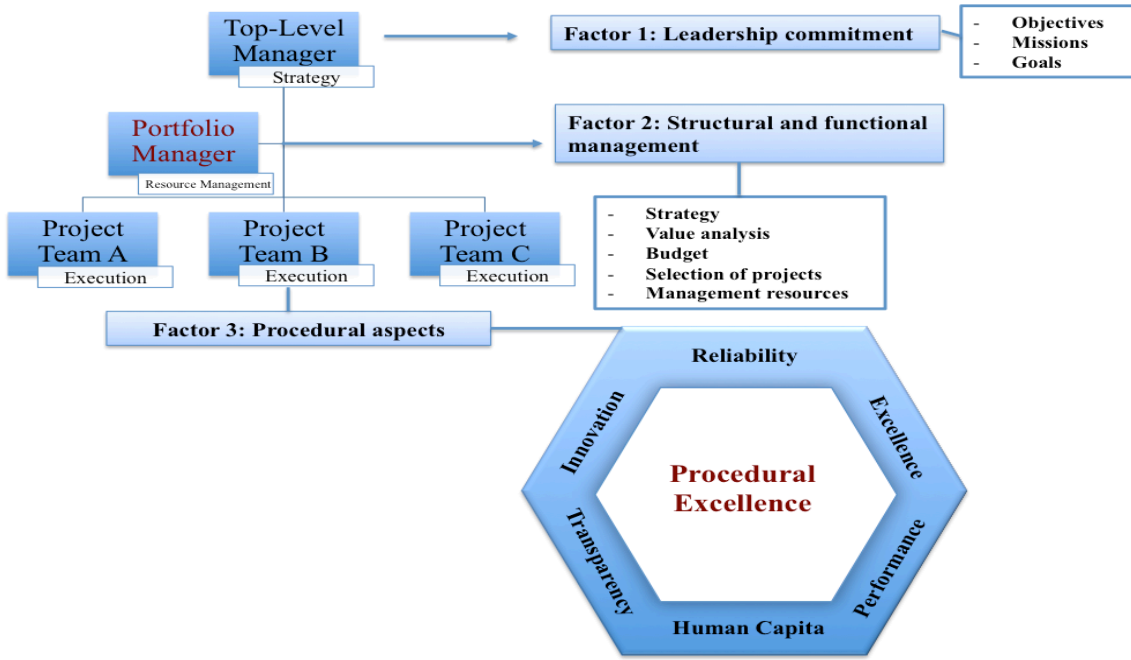 Top-Level
Manager
Strategy
Factor 1: Leadership commitment
- Objectives
- Missions
- Goals
Portfolio
Manager
Resource Management
Factor 2: Structural and functional
management
- Strategy
- Value analysis
- Budget
- Selection of projects
- Management resources
Project
Team A
Execution
Project
Team B
Execution
Project
Team C
Execution
Factor 3: Procedural aspects
Reliability
Innovation
Excellence
Procedural
Excellence
Transparency
Performance
Human Capita